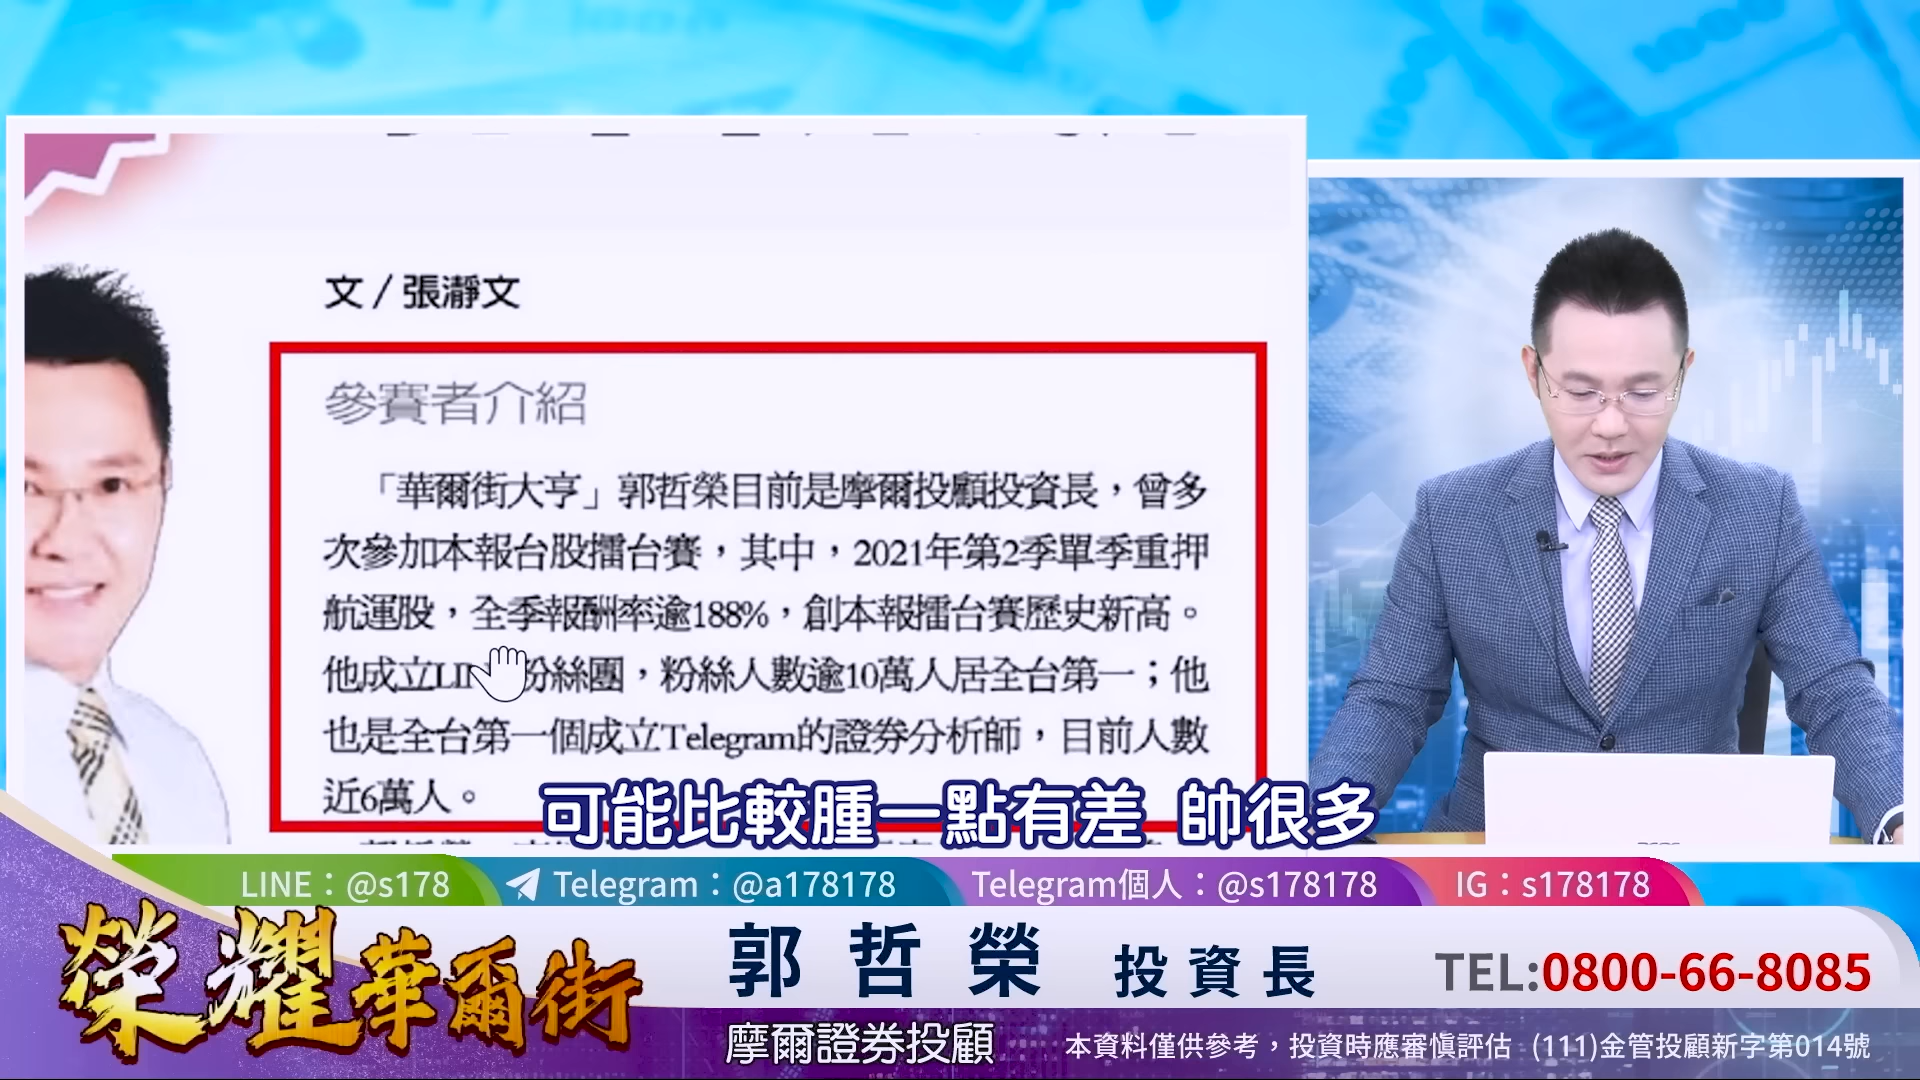 文／張瀞文
參賽者介紹
「華爾街大亨」郭哲榮目前是摩爾投顧投資長，曾多
次參加本報台股擂台賽，其中，2021年第2季單季重押
航運股，全季報酬率逾188%，創本報擂台賽歷史新高。
他成立LIN 粉絲團，粉絲人數逾10萬人居全台第一；他
也是全台第一個成立Telegram的證券分析師，目前人數
近6萬人。
可能比較腫一點有差 帥很多
LINE：@s178
Telegram：@a178178
Telegram個人：@s178178
IG：s178178
榮耀華爾街
郭哲榮 投資長
TEL:0800-66-8085
摩爾證券投顧
本資料僅供參考，投資時應審慎評估 (111)金管投顧新字第014號